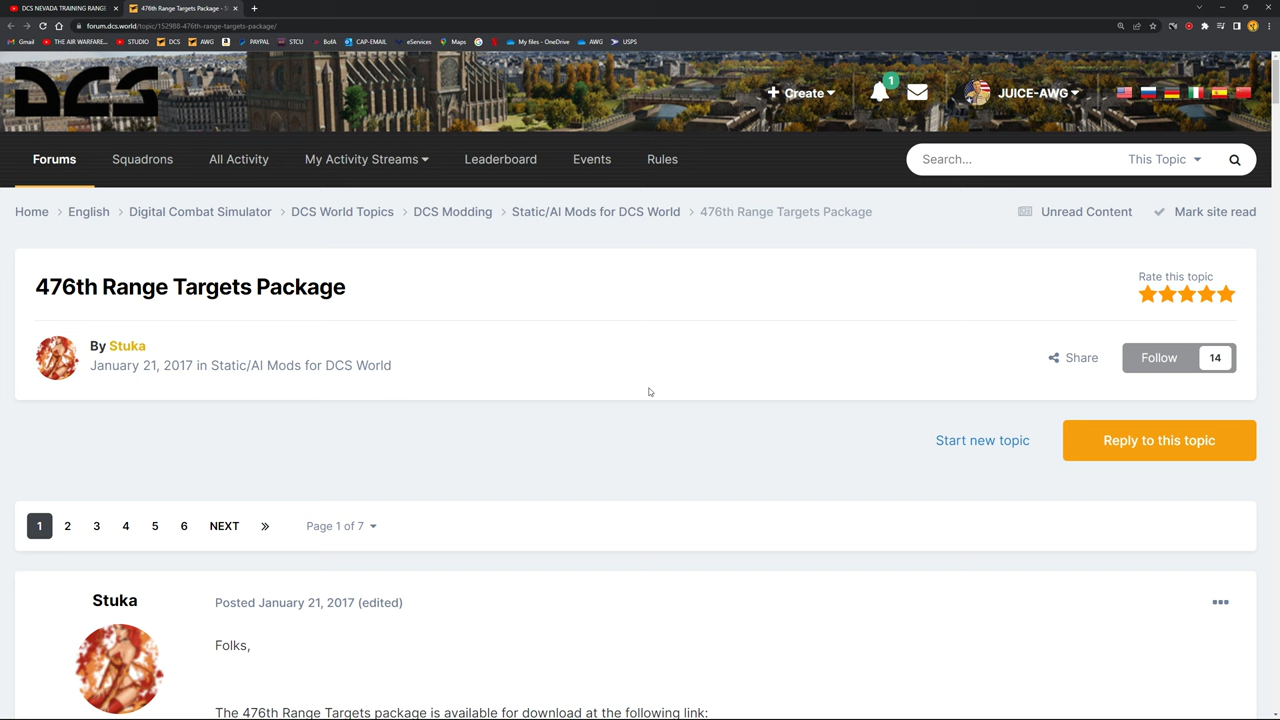 DCS NEVADA TRAINING RANGE
476th Range Targets Package - S
forum.dcs.world/topic/152988-476th-range-targets-package/
Gmail THE AIR WARFARE... STUDIO DCS AWG PAYPAL STCU BofA CAP-EMAIL eServices Maps My files - OneDrive AWG USPS
DCS
Create 1 JUICE-AWG
Forums Squadrons All Activity My Activity Streams Leaderboard Events Rules Search... This Topic
Home > English > Digital Combat Simulator > DCS World Topics > DCS Modding > Static/AI Mods for DCS World > 476th Range Targets Package Unread Content Mark site read
476th Range Targets Package
Rate this topic
By Stuka
January 21, 2017 in Static/AI Mods for DCS World
Share Follow 14
Start new topic Reply to this topic
1 2 3 4 5 6 NEXT » Page 1 of 7
Stuka
Posted January 21, 2017 (edited)
Folks,
The 476th Range Targets package is available for download at the following link: